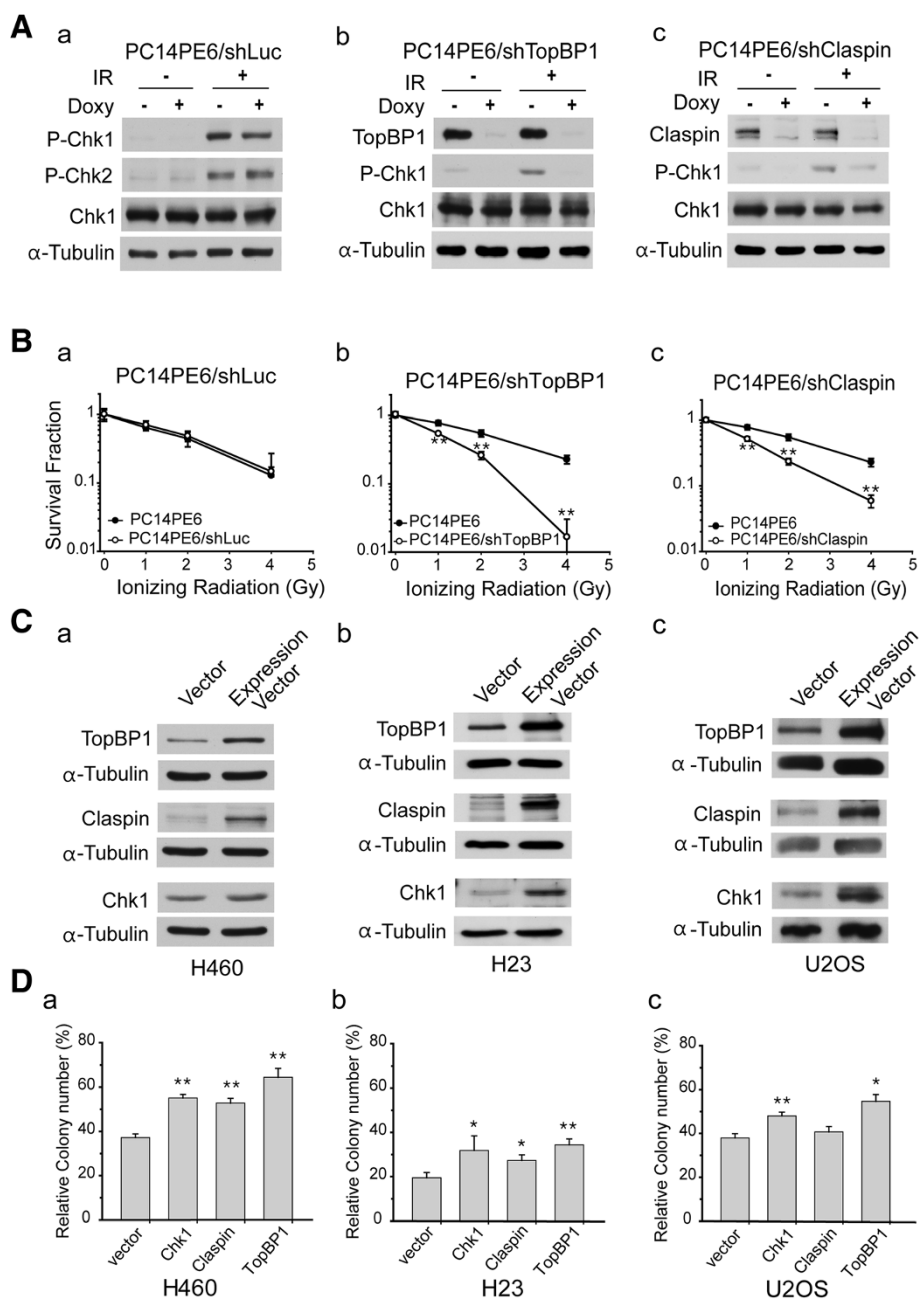 A
a
PC14PE6/shLuc
IR - +
Doxy - + - +
P-Chk1
P-Chk2
Chk1
α-Tubulin
b
PC14PE6/shTopBP1
IR - +
Doxy - + - +
TopBP1
P-Chk1
Chk1
α-Tubulin
c
PC14PE6/shClaspin
IR - +
Doxy - + - +
Claspin
P-Chk1
Chk1
α-Tubulin
B
a
PC14PE6/shLuc
Survival Fraction
1
0.1
0.01
PC14PE6
PC14PE6/shLuc
0 1 2 3 4 5
Ionizing Radiation (Gy)
b
PC14PE6/shTopBP1
1
0.1
0.01
**
**
**
PC14PE6
PC14PE6/shTopBP1
0 1 2 3 4 5
Ionizing Radiation (Gy)
c
PC14PE6/shClaspin
1
0.1
0.01
**
**
**
PC14PE6
PC14PE6/shClaspin
0 1 2 3 4 5
Ionizing Radiation (Gy)
C
a
Vector
Expression
Vector
TopBP1
α-Tubulin
Claspin
α-Tubulin
Chk1
α-Tubulin
H460
b
Vector
Expression
Vector
TopBP1
α-Tubulin
Claspin
α-Tubulin
Chk1
α-Tubulin
H23
c
Vector
Expression
Vector
TopBP1
α-Tubulin
Claspin
α-Tubulin
Chk1
α-Tubulin
U2OS
D
a
Relative Colony number (%)
80
60
40
20
0
** ** **
vector Chk1 Claspin TopBP1
H460
b
Relative Colony number (%)
80
60
40
20
0
* * **
vector Chk1 Claspin TopBP1
H23
c
Relative Colony number (%)
80
60
40
20
0
** *
vector Chk1 Claspin TopBP1
U2OS